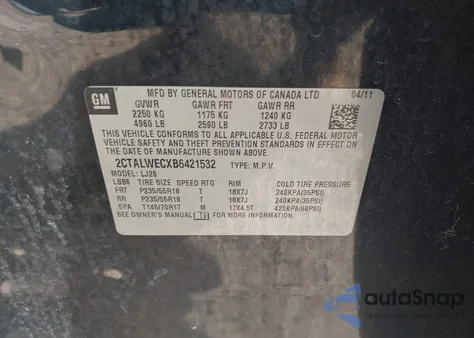 GM
MFD BY GENERAL MOTORS OF CANADA LTD. 04/11
GVWR GAWR FRT GAWR RR
2250 KG 1175 KG 1240 KG
4960 LB 2590 LB 2733 LB
THIS VEHICLE CONFORMS TO ALL APPLICABLE U.S. FEDERAL MOTOR
VEHICLE SAFETY, BUMPER, AND THEFT PREVENTION STANDARDS IN
EFFECT ON THE DATE OF MANUFACTURE SHOWN ABOVE.
2CTALWECXB6421532 TYPE: M.P.V.
MODEL: LJ26
TIRE SIZE SPEED RTG RIM COLD TIRE PRESSURE
FRT P235/55R18 T 18X7J 240KPA(35PSI)
RR P235/55R18 T 18X7J 240KPA(35PSI)
SPA T145/70R17 M 17X4.5T 420KPA(60PSI)
SEE OWNER'S MANUAL FOR ADDITIONAL INFORMATION.
autoSnap